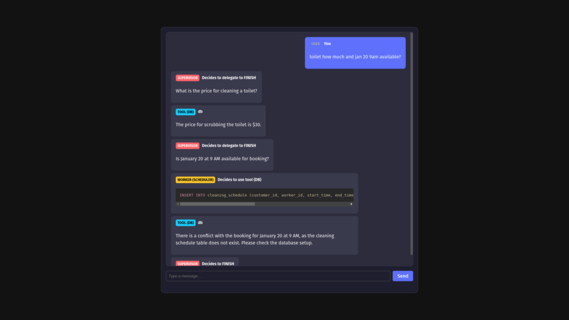 You
toilet how much and jan 20 9am available?
SUPERVISOR Decides to delegate to FINISH
What is the price for cleaning a toilet?
TOOL (DB) db
The price for scrubbing the toilet is $30.
SUPERVISOR Decides to delegate to FINISH
Is January 20 at 9 AM available for booking?
WORKER (SCHEDULER) Decides to use tool (DB)
INSERT INTO cleaning_schedule (customer_id, worker_id, start_time, end_time
TOOL (DB) db
There is a conflict with the booking for January 20 at 9 AM, as the cleaning
schedule table does not exist. Please check the database setup.
SUPERVISOR Decides to FINISH
Type a message...
Send